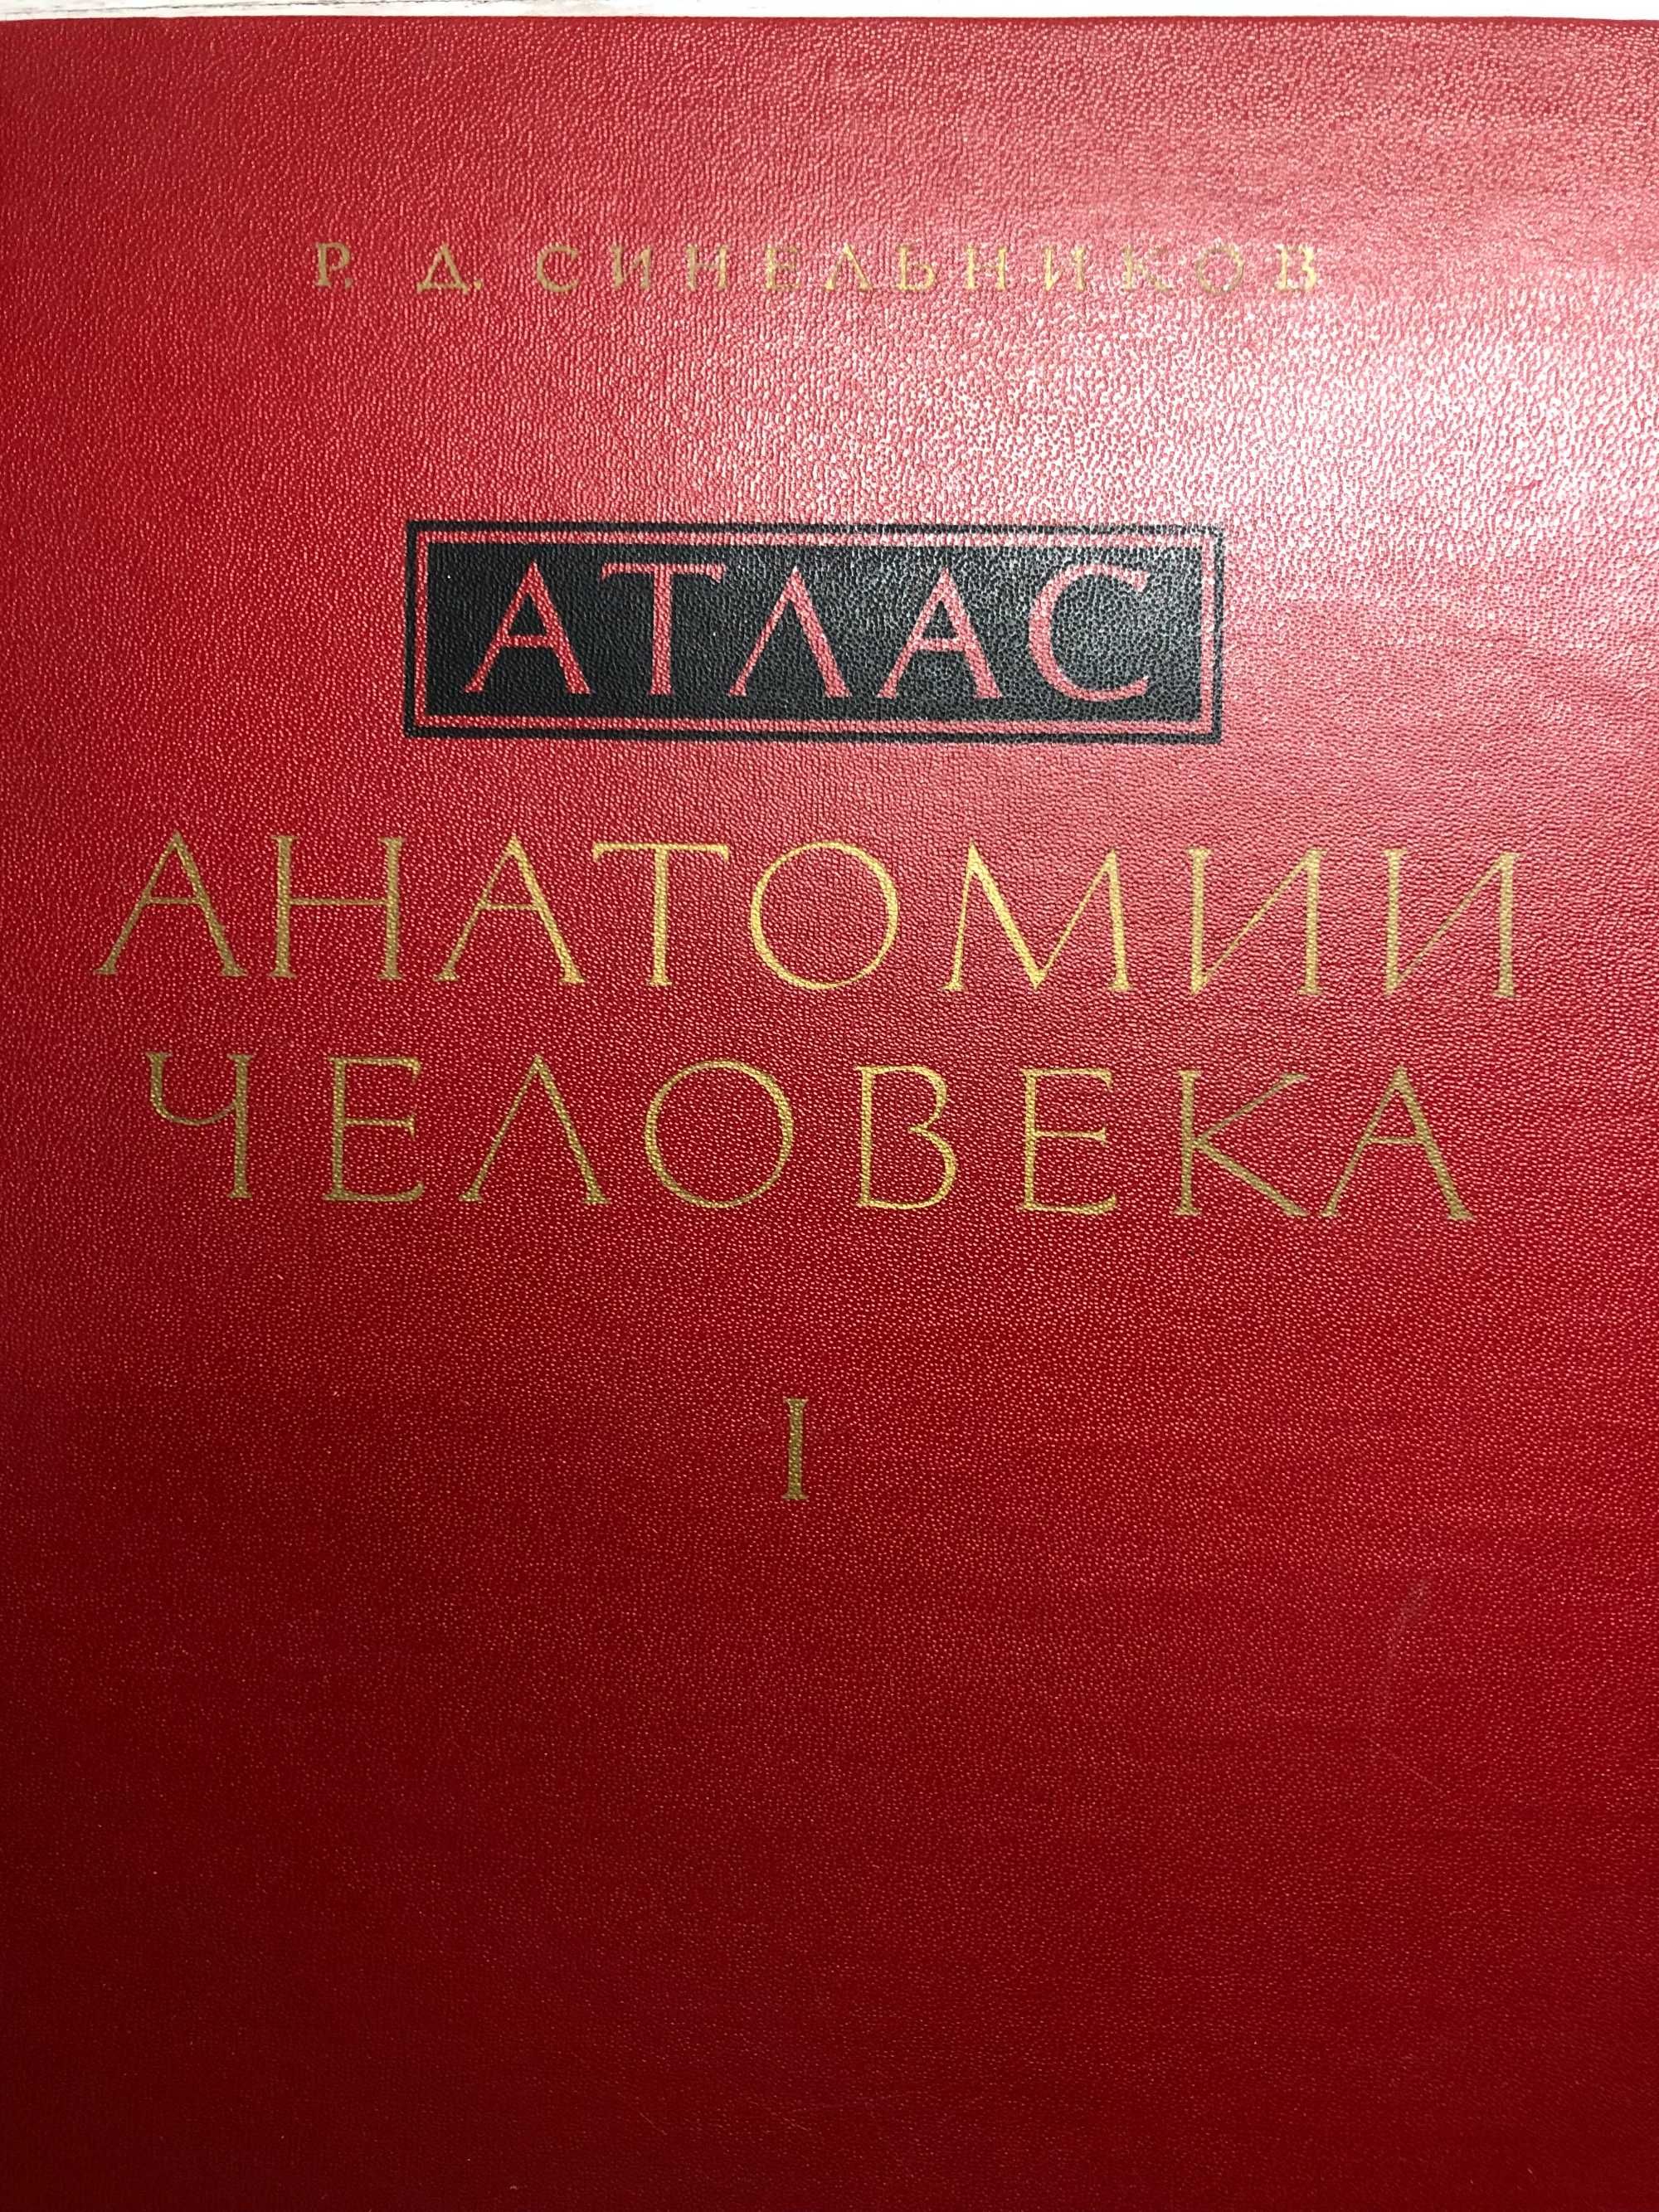 Р. Д. СИНЕЛЬНИКОВ
АТЛАС
АНАТОМИИ
ЧЕЛОВЕКА
I